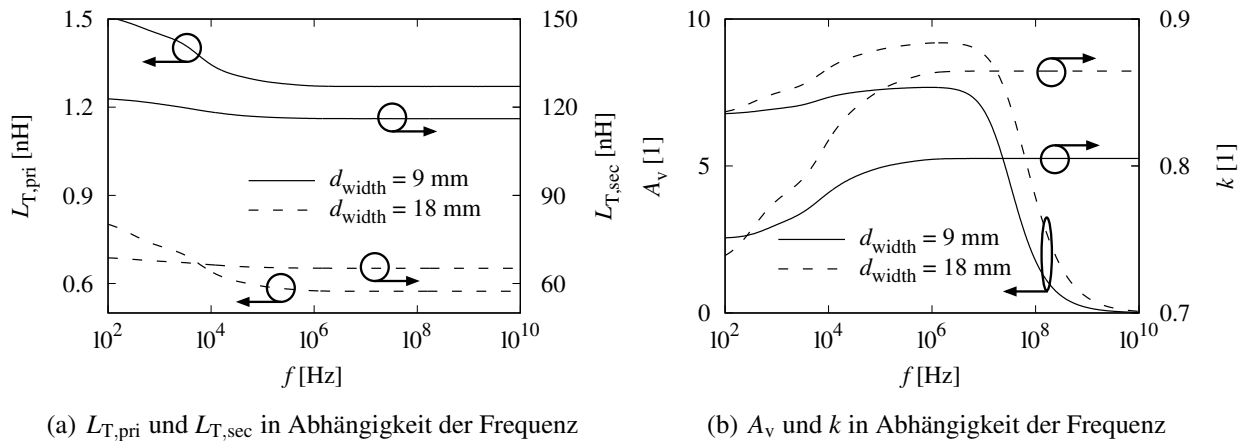 1.5
1.2
0.9
0.6
150
120
90
60
L_T,pri [nH]
L_T,sec [nH]
d_width = 9 mm
d_width = 18 mm
10^2 10^4 10^6 10^8 10^10
f [Hz]
(a) L_T,pri und L_T,sec in Abhängigkeit der Frequenz
10
5
0
0.9
0.8
0.7
A_v [1]
k [1]
d_width = 9 mm
d_width = 18 mm
10^2 10^4 10^6 10^8 10^10
f [Hz]
(b) A_v und k in Abhängigkeit der Frequenz